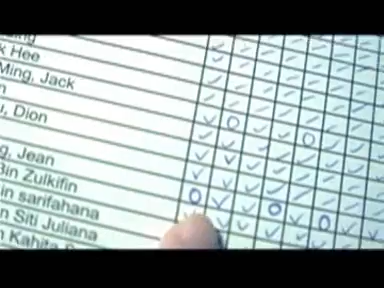 k Hee
Ming, Jack
n
, Dion
g, Jean
Bin Zulkifin
in sarifahana
n Siti Juliana
n Kahita S